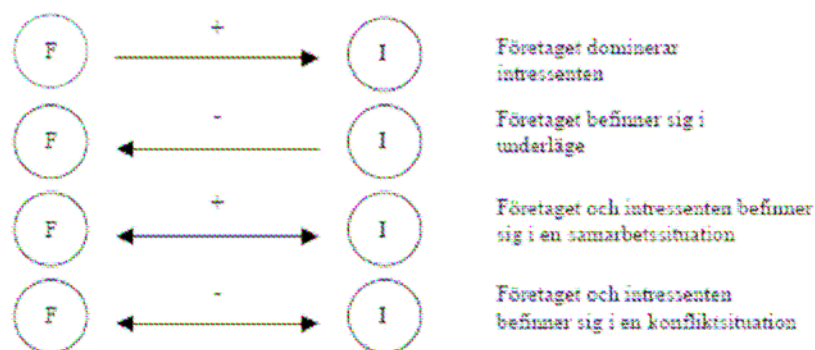 +
F I Företaget dominerar
intressenten
-
F I Företaget befinner sig i
underläge
+
F I Företaget och intressenten befinner
sig i en samarbetssituation
-
F I Företaget och intressenten
befinner sig i en konfliktsituation